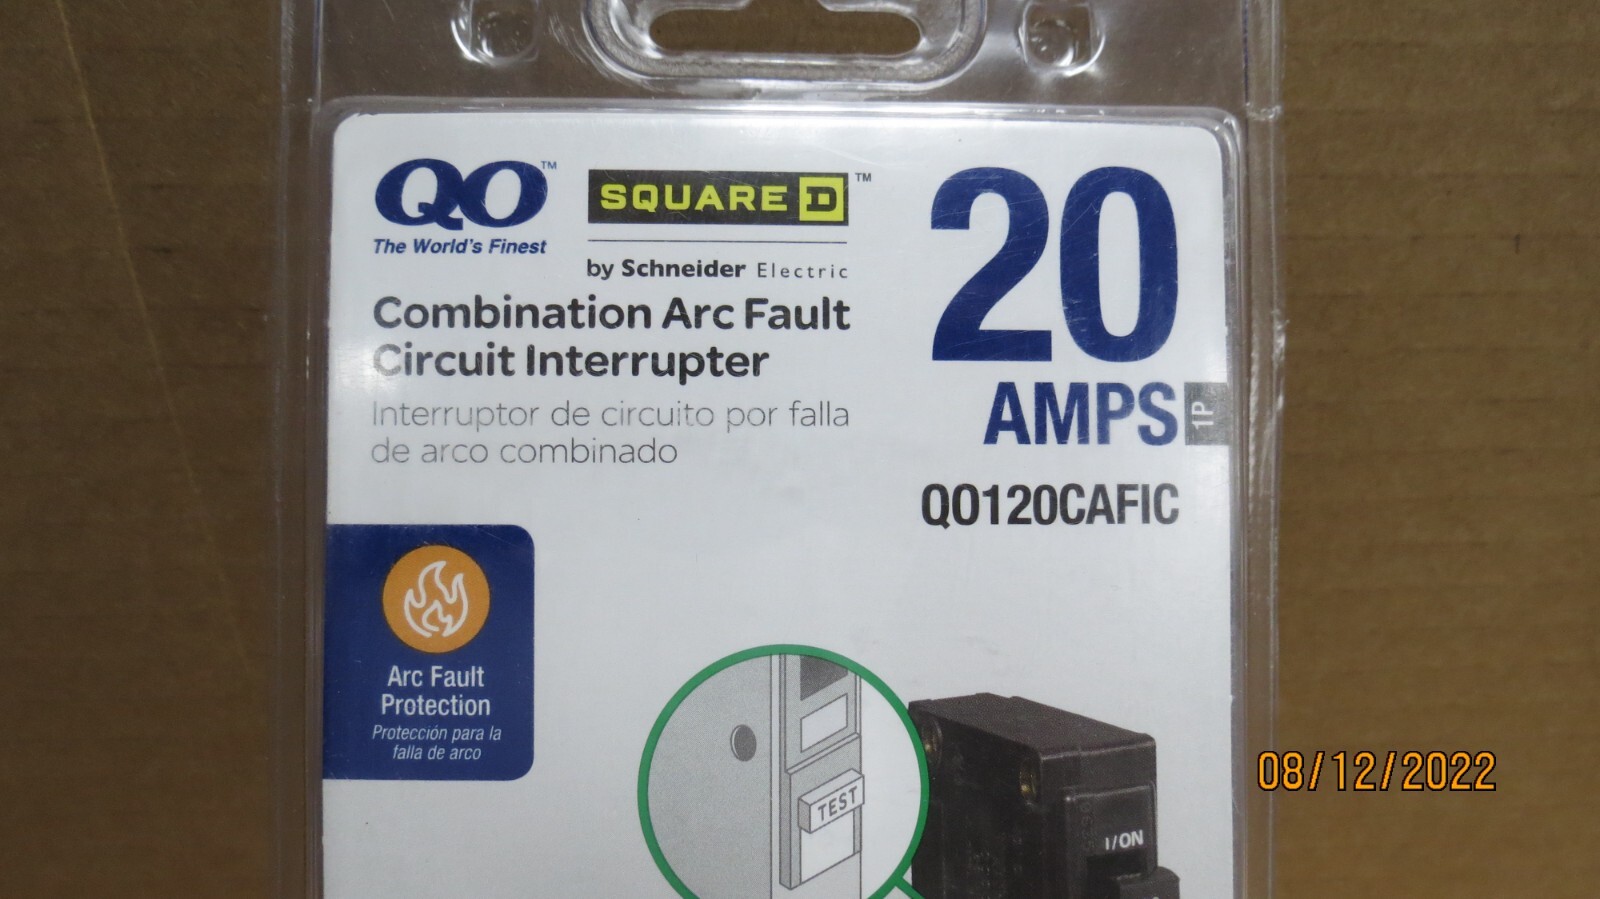 QO™
The World's Finest
SQUARE D™
by Schneider Electric
Combination Arc Fault
Circuit Interrupter
Interruptor de circuito por falla
de arco combinado
20
AMPS
1P
QO120CAFIC
Arc Fault
Protection
Protección para la
falla de arco
TEST
I/ON
08/12/2022